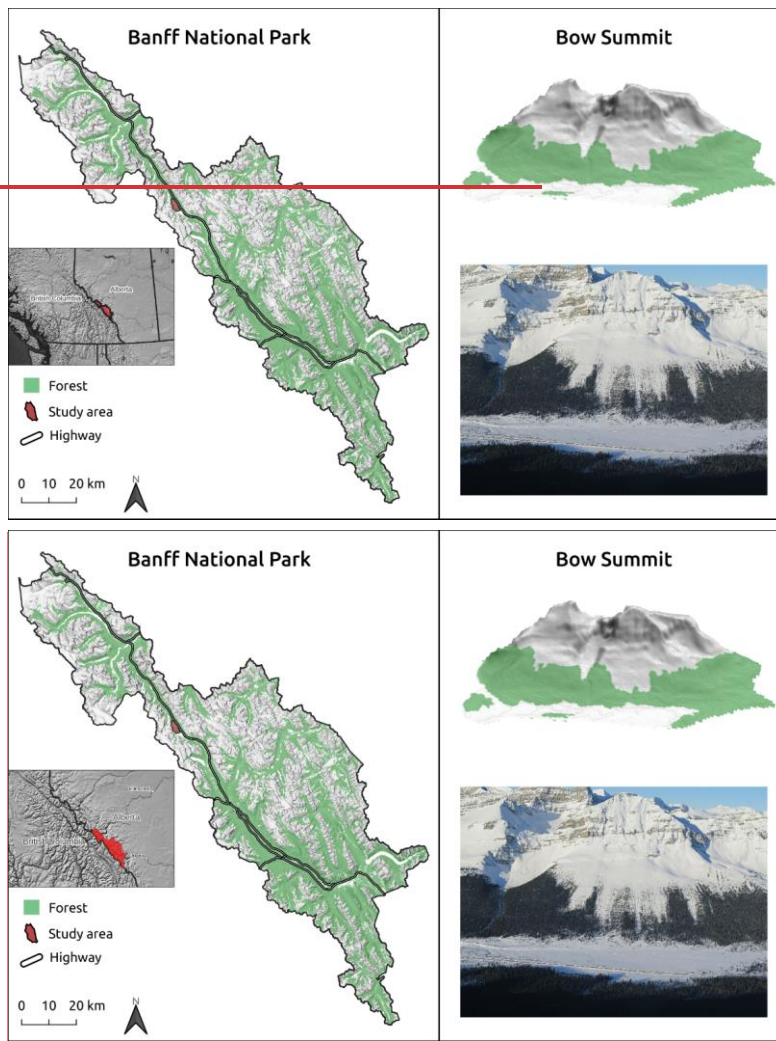 Banff National Park
Bow Summit
Alberta
British Columbia
Forest
Study area
Highway
N
0 10 20 km
Banff National Park
Bow Summit
Alberta
Forest
Study area
Highway
N
0 10 20 km